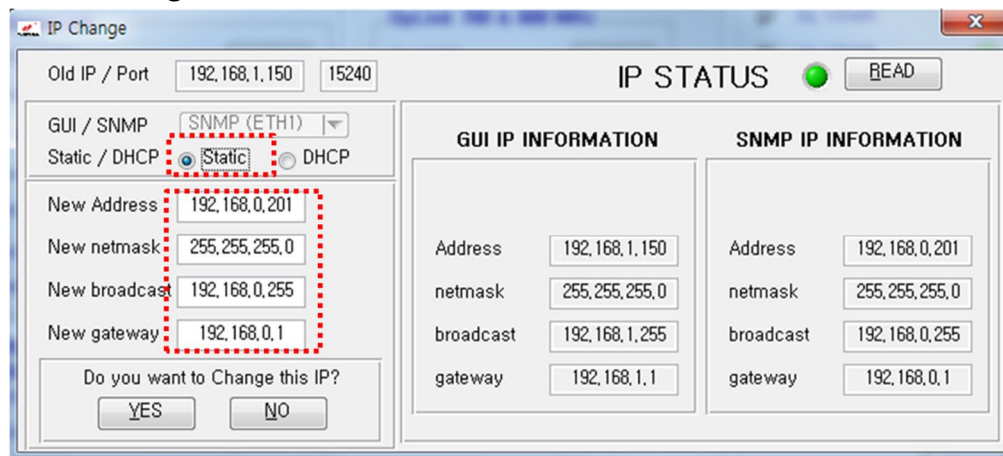 IP Change
Old IP / Port 192,168,1,150 15240
IP STATUS READ
GUI / SNMP SNMP (ETH1)
Static / DHCP Static DHCP
New Address 192,168,0,201
New netmask 255,255,255,0
New broadcast 192,168,0,255
New gateway 192,168,0,1
Do you want to Change this IP?
YES NO
GUI IP INFORMATION
Address 192,168,1,150
netmask 255,255,255,0
broadcast 192,168,1,255
gateway 192,168,1,1
SNMP IP INFORMATION
Address 192,168,0,201
netmask 255,255,255,0
broadcast 192,168,0,255
gateway 192,168,0,1